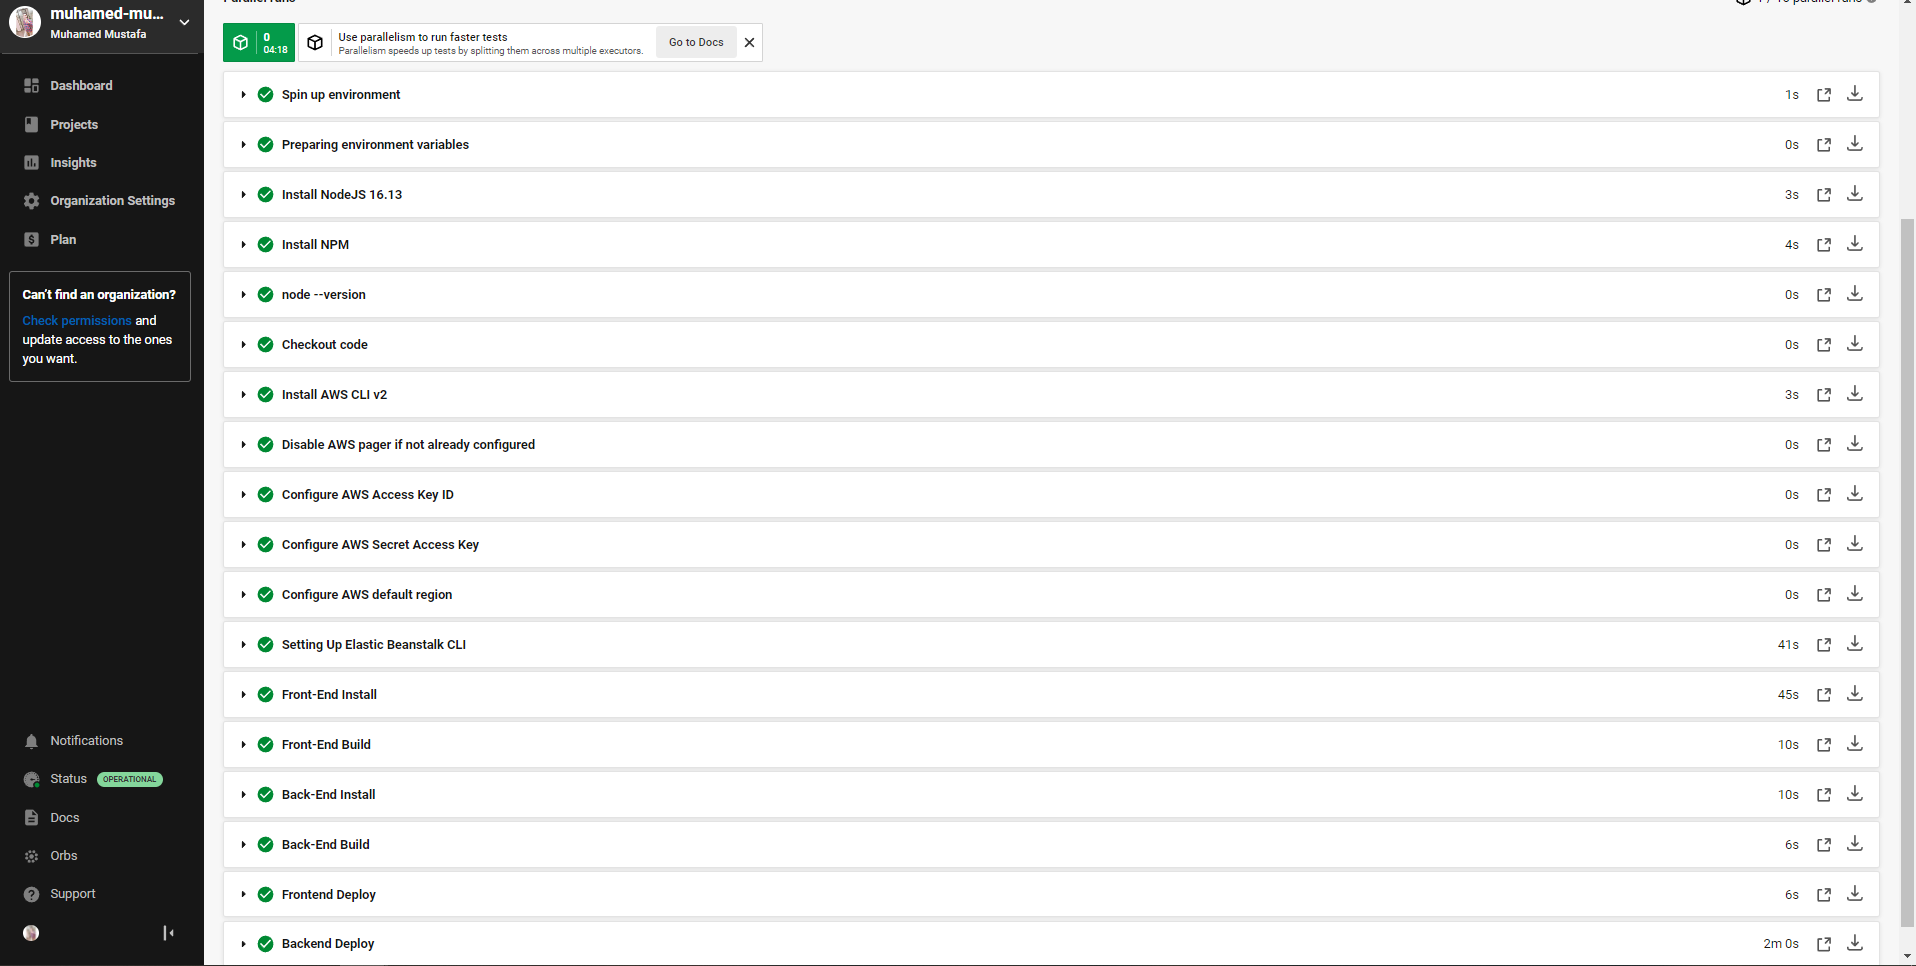 muhamed-mu...
Muhamed Mustafa
Dashboard
Projects
Insights
Organization Settings
Plan
Can't find an organization?
Check permissions and
update access to the ones
you want.
Notifications
Status OPERATIONAL
Docs
Orbs
Support
0
04:18
Use parallelism to run faster tests
Parallelism speeds up tests by splitting them across multiple executors.
Go to Docs
Spin up environment 1s
Preparing environment variables 0s
Install NodeJS 16.13 3s
Install NPM 4s
node --version 0s
Checkout code 0s
Install AWS CLI v2 3s
Disable AWS pager if not already configured 0s
Configure AWS Access Key ID 0s
Configure AWS Secret Access Key 0s
Configure AWS default region 0s
Setting Up Elastic Beanstalk CLI 41s
Front-End Install 45s
Front-End Build 10s
Back-End Install 10s
Back-End Build 6s
Frontend Deploy 6s
Backend Deploy 2m 0s